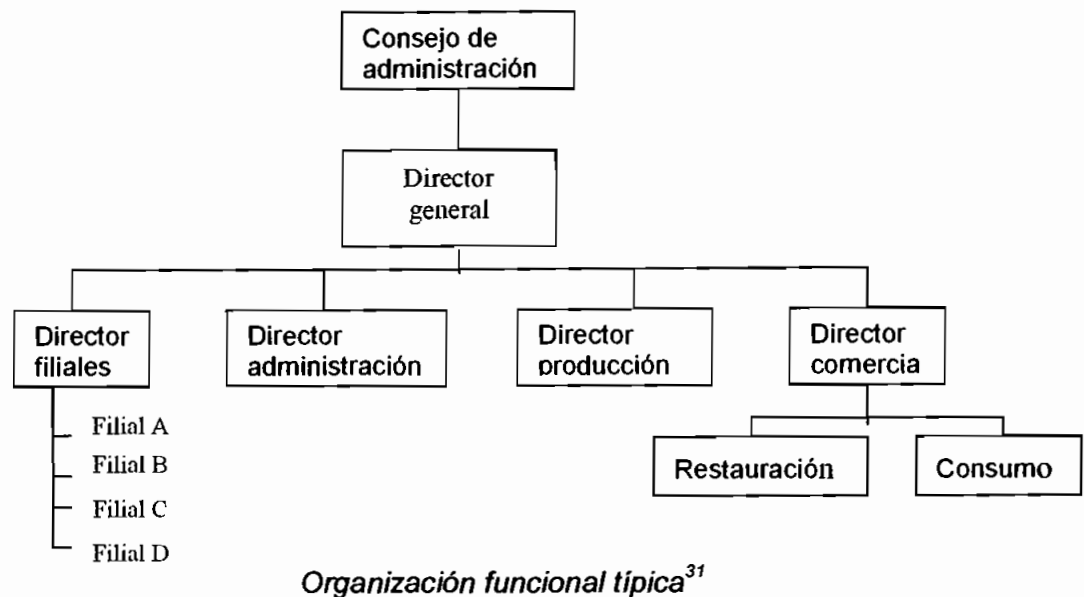 Consejo de
administración
Director
general
Director
filiales
Director
administración
Director
producción
Director
comercia
Filial A
Filial B
Filial C
Filial D
Restauración
Consumo
Organización funcional típica31